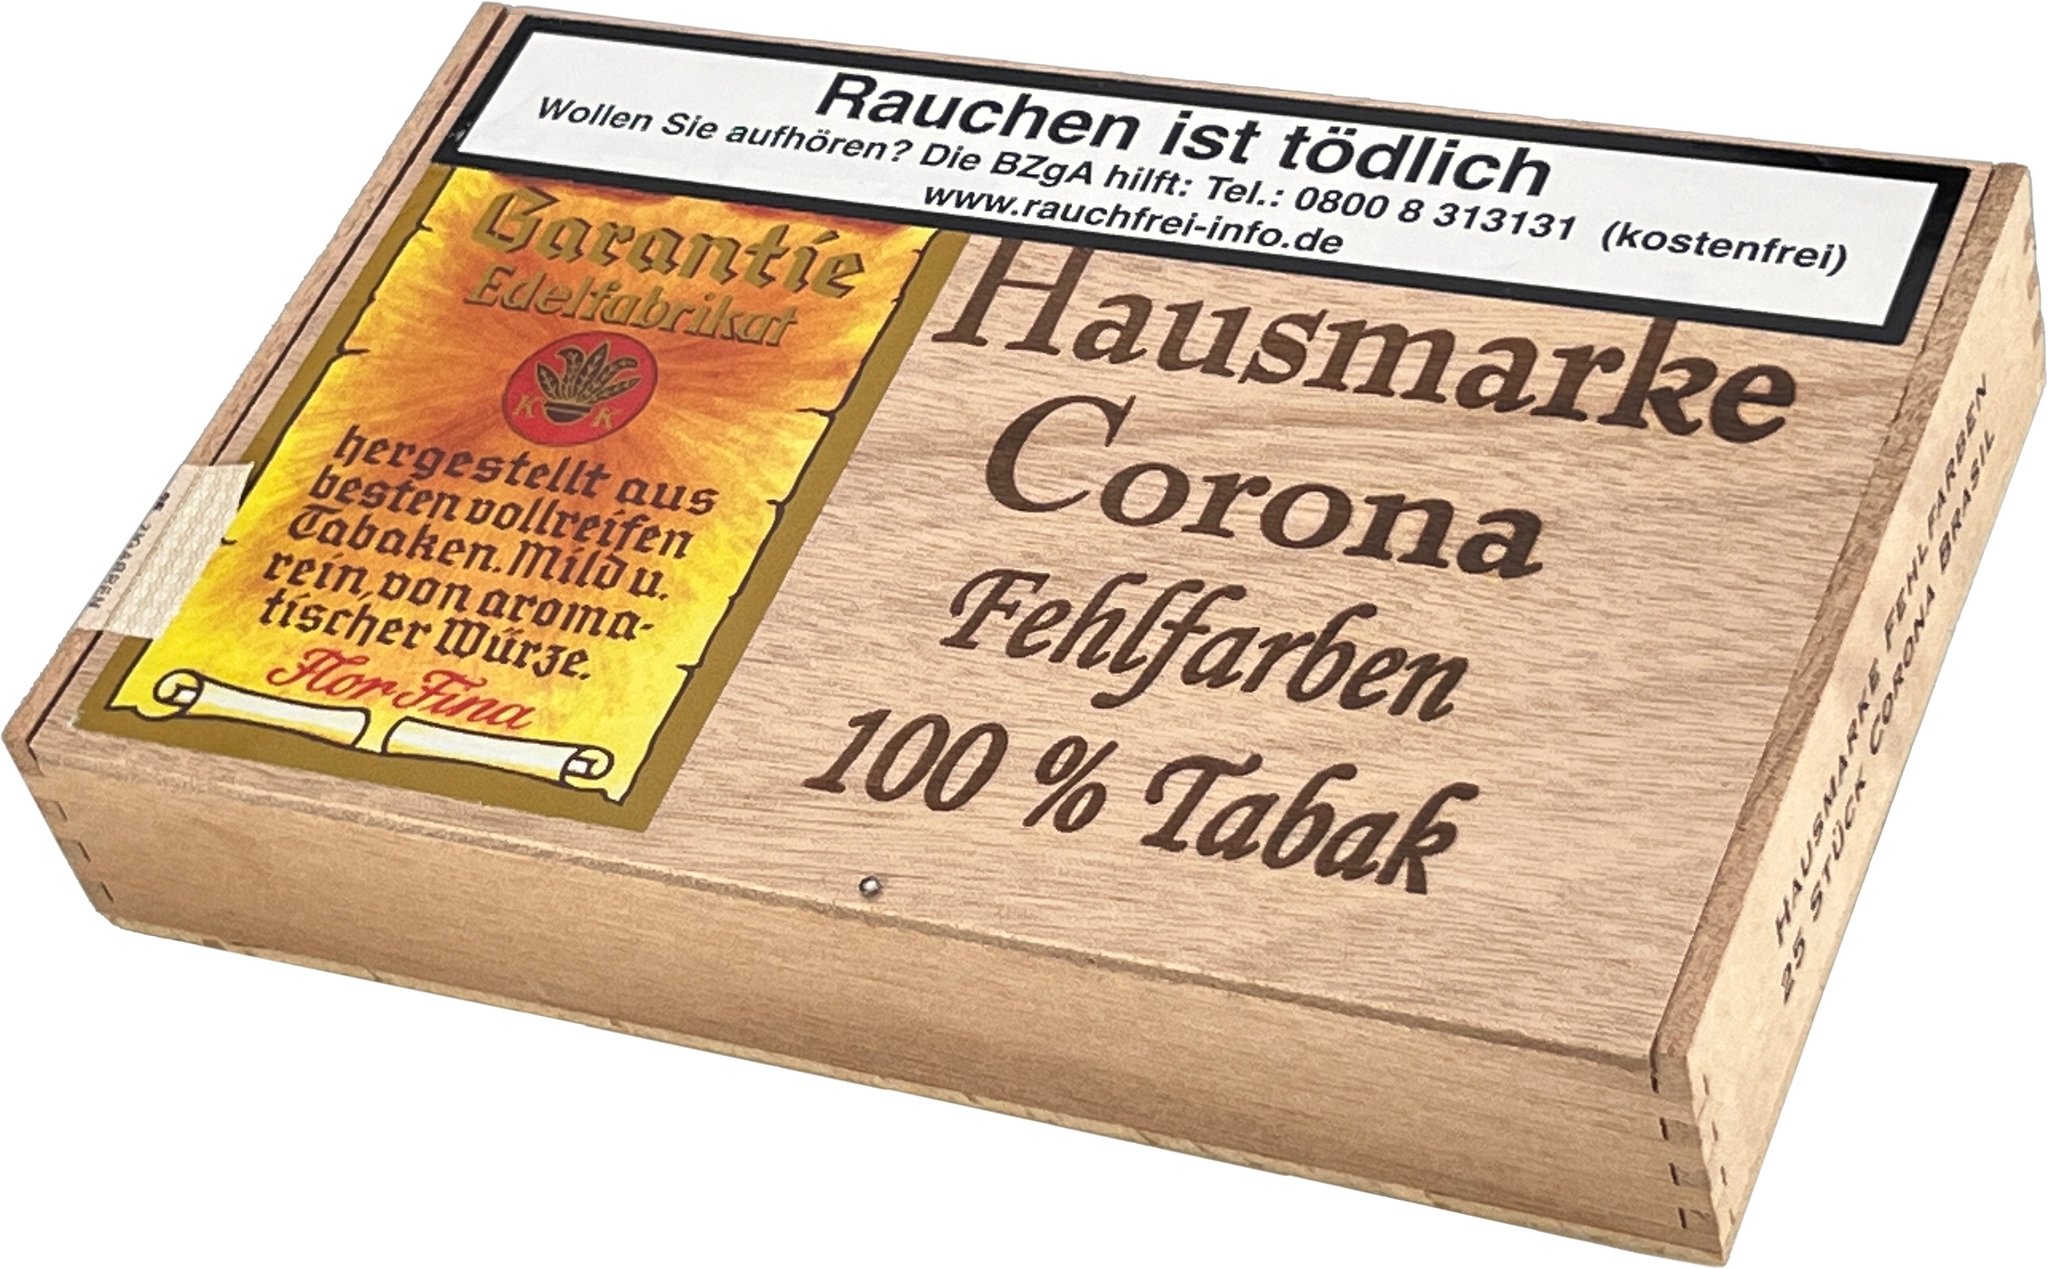 Rauchen ist tödlich
Wollen Sie aufhören? Die BZgA hilft: Tel.: 0800 8 313131 (kostenfrei)
www.rauchfrei-info.de
Garantie
Edelfabrikat
K K
hergestellt aus
besten vollreifen
Tabaken. Mild u.
rein, von aroma-
tischer Würze.
Flor Fina
Hausmarke
Corona
Fehlfarben
100 % Tabak
HAUSMARKE FEHLFARBEN
25 STÜCK CORONA BRASIL
ZIGARREN